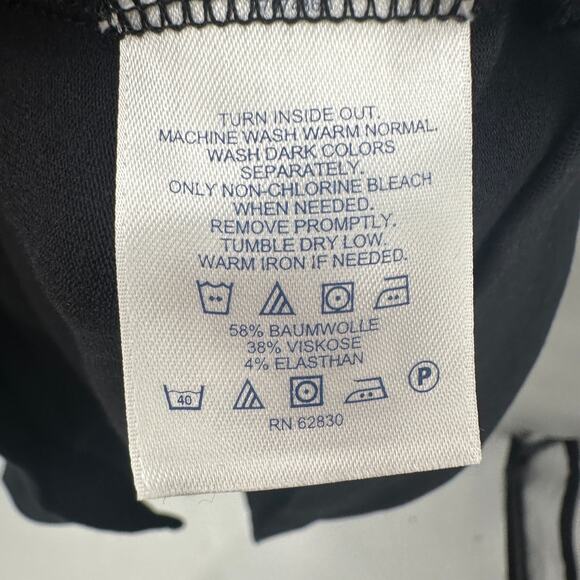 TURN INSIDE OUT.
MACHINE WASH WARM NORMAL.
WASH DARK COLORS
SEPARATELY.
ONLY NON-CHLORINE BLEACH
WHEN NEEDED.
REMOVE PROMPTLY.
TUMBLE DRY LOW.
WARM IRON IF NEEDED.
58% BAUMWOLLE
38% VISKOSE
4% ELASTHAN
40 P
RN 62830